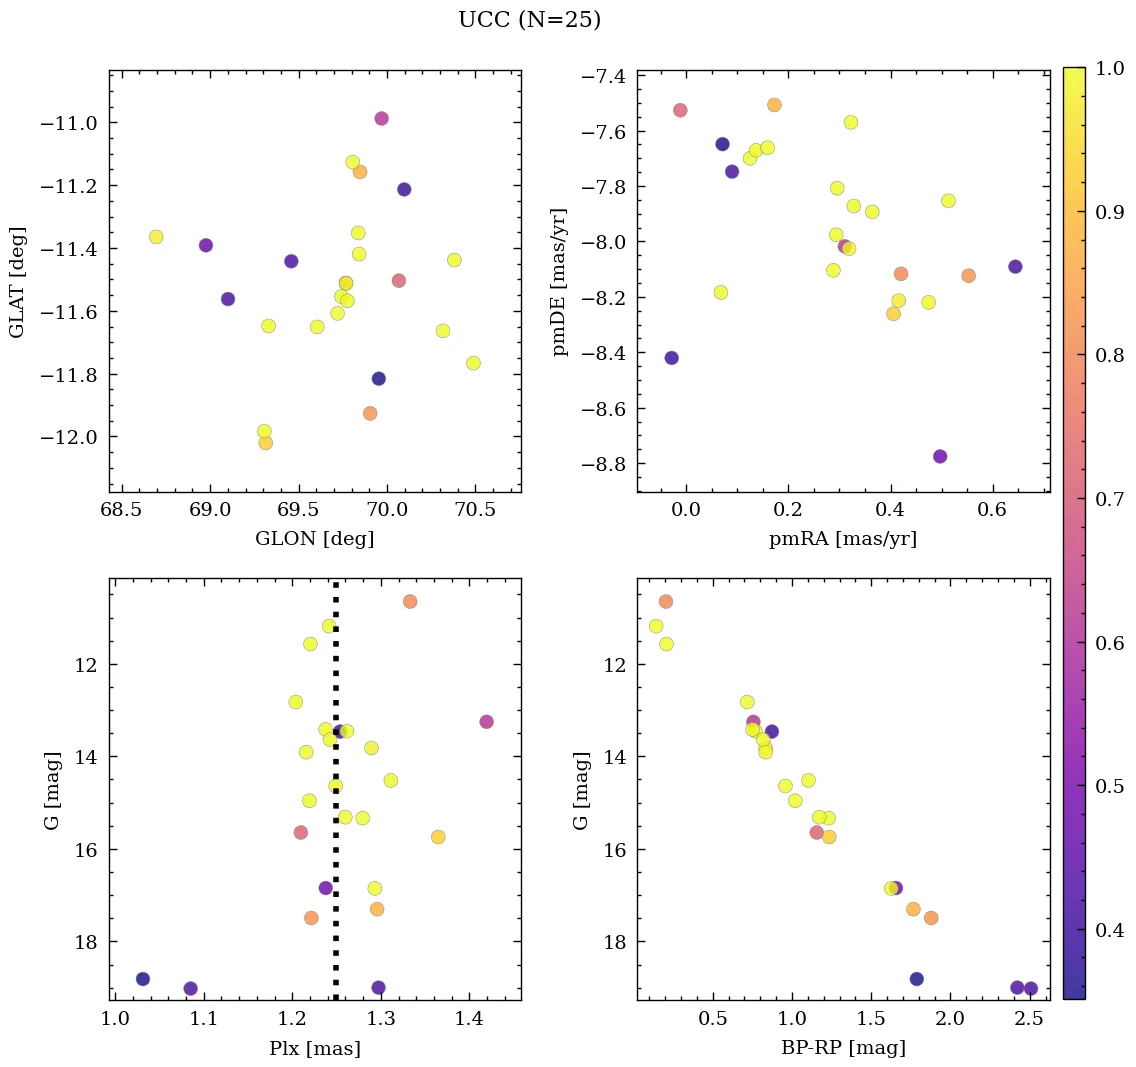 UCC (N=25)
−11.0
−11.2
−11.4
−11.6
−11.8
−12.0
GLAT [deg]
68.5 69.0 69.5 70.0 70.5
GLON [deg]
−7.4
−7.6
−7.8
−8.0
−8.2
−8.4
−8.6
−8.8
pmDE [mas/yr]
0.0 0.2 0.4 0.6
pmRA [mas/yr]
12
14
16
18
G [mag]
1.0 1.1 1.2 1.3 1.4
Plx [mas]
12
14
16
18
G [mag]
0.5 1.0 1.5 2.0 2.5
BP-RP [mag]
1.0
0.9
0.8
0.7
0.6
0.5
0.4